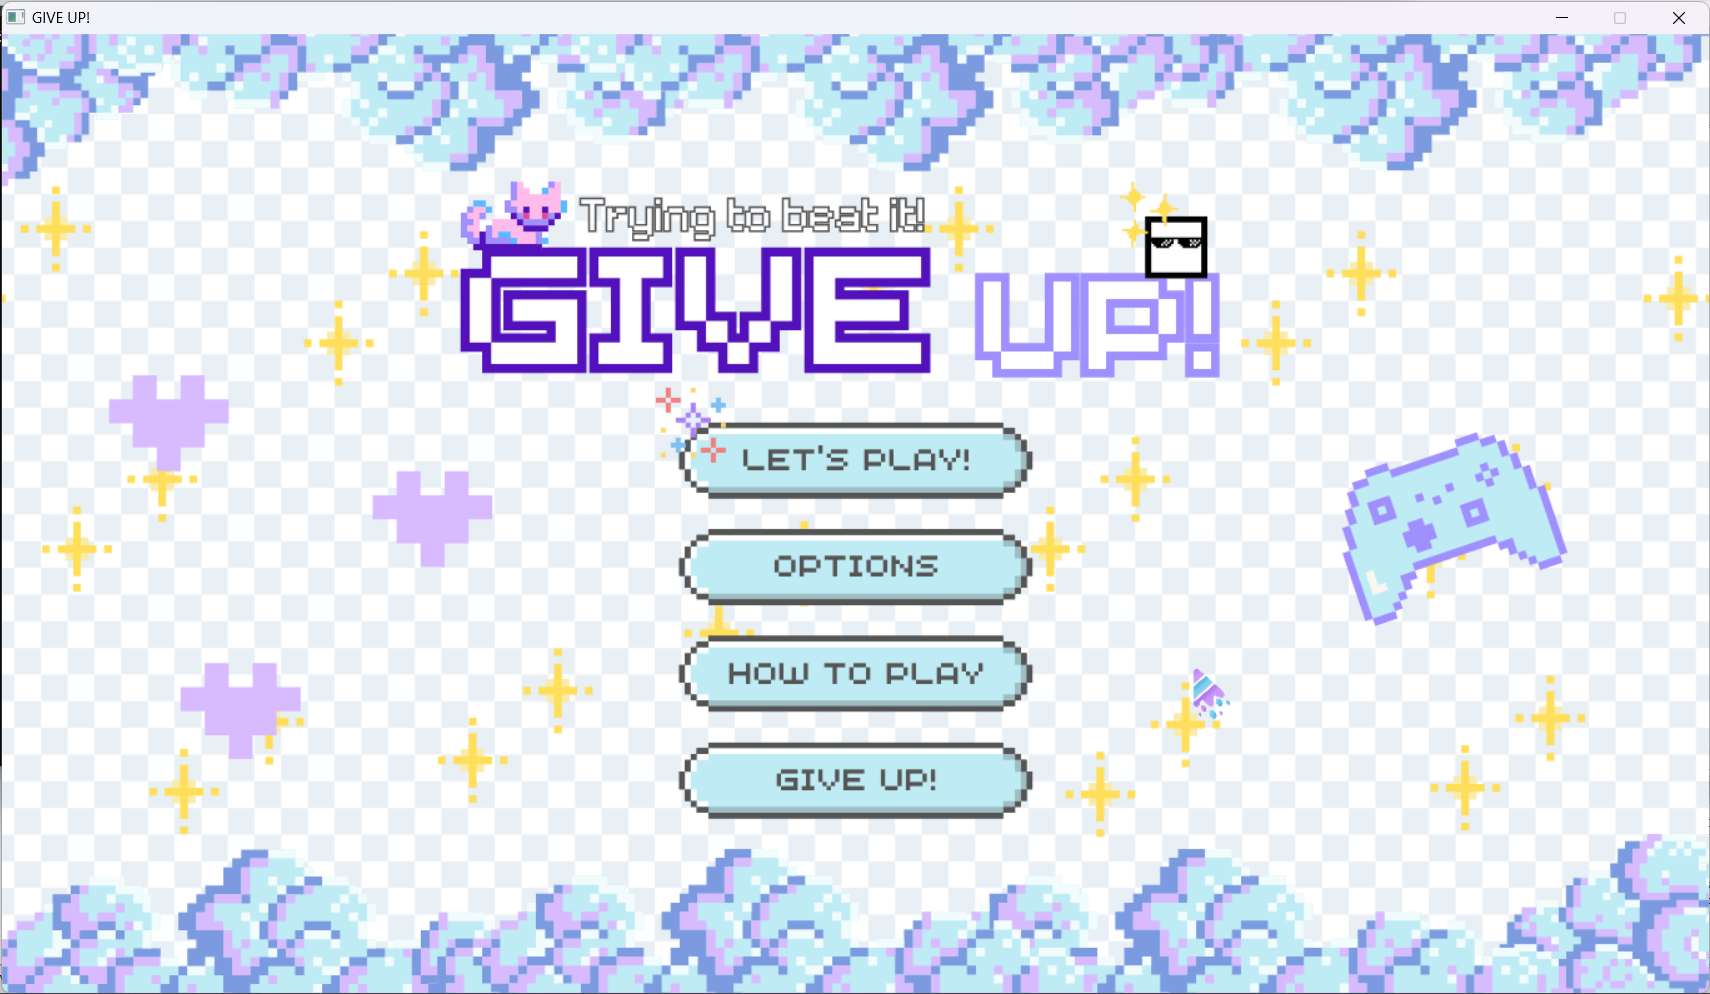 GIVE UP!
Trying to beat it!
GIVE UP!
LET'S PLAY!
OPTIONS
HOW TO PLAY
GIVE UP!